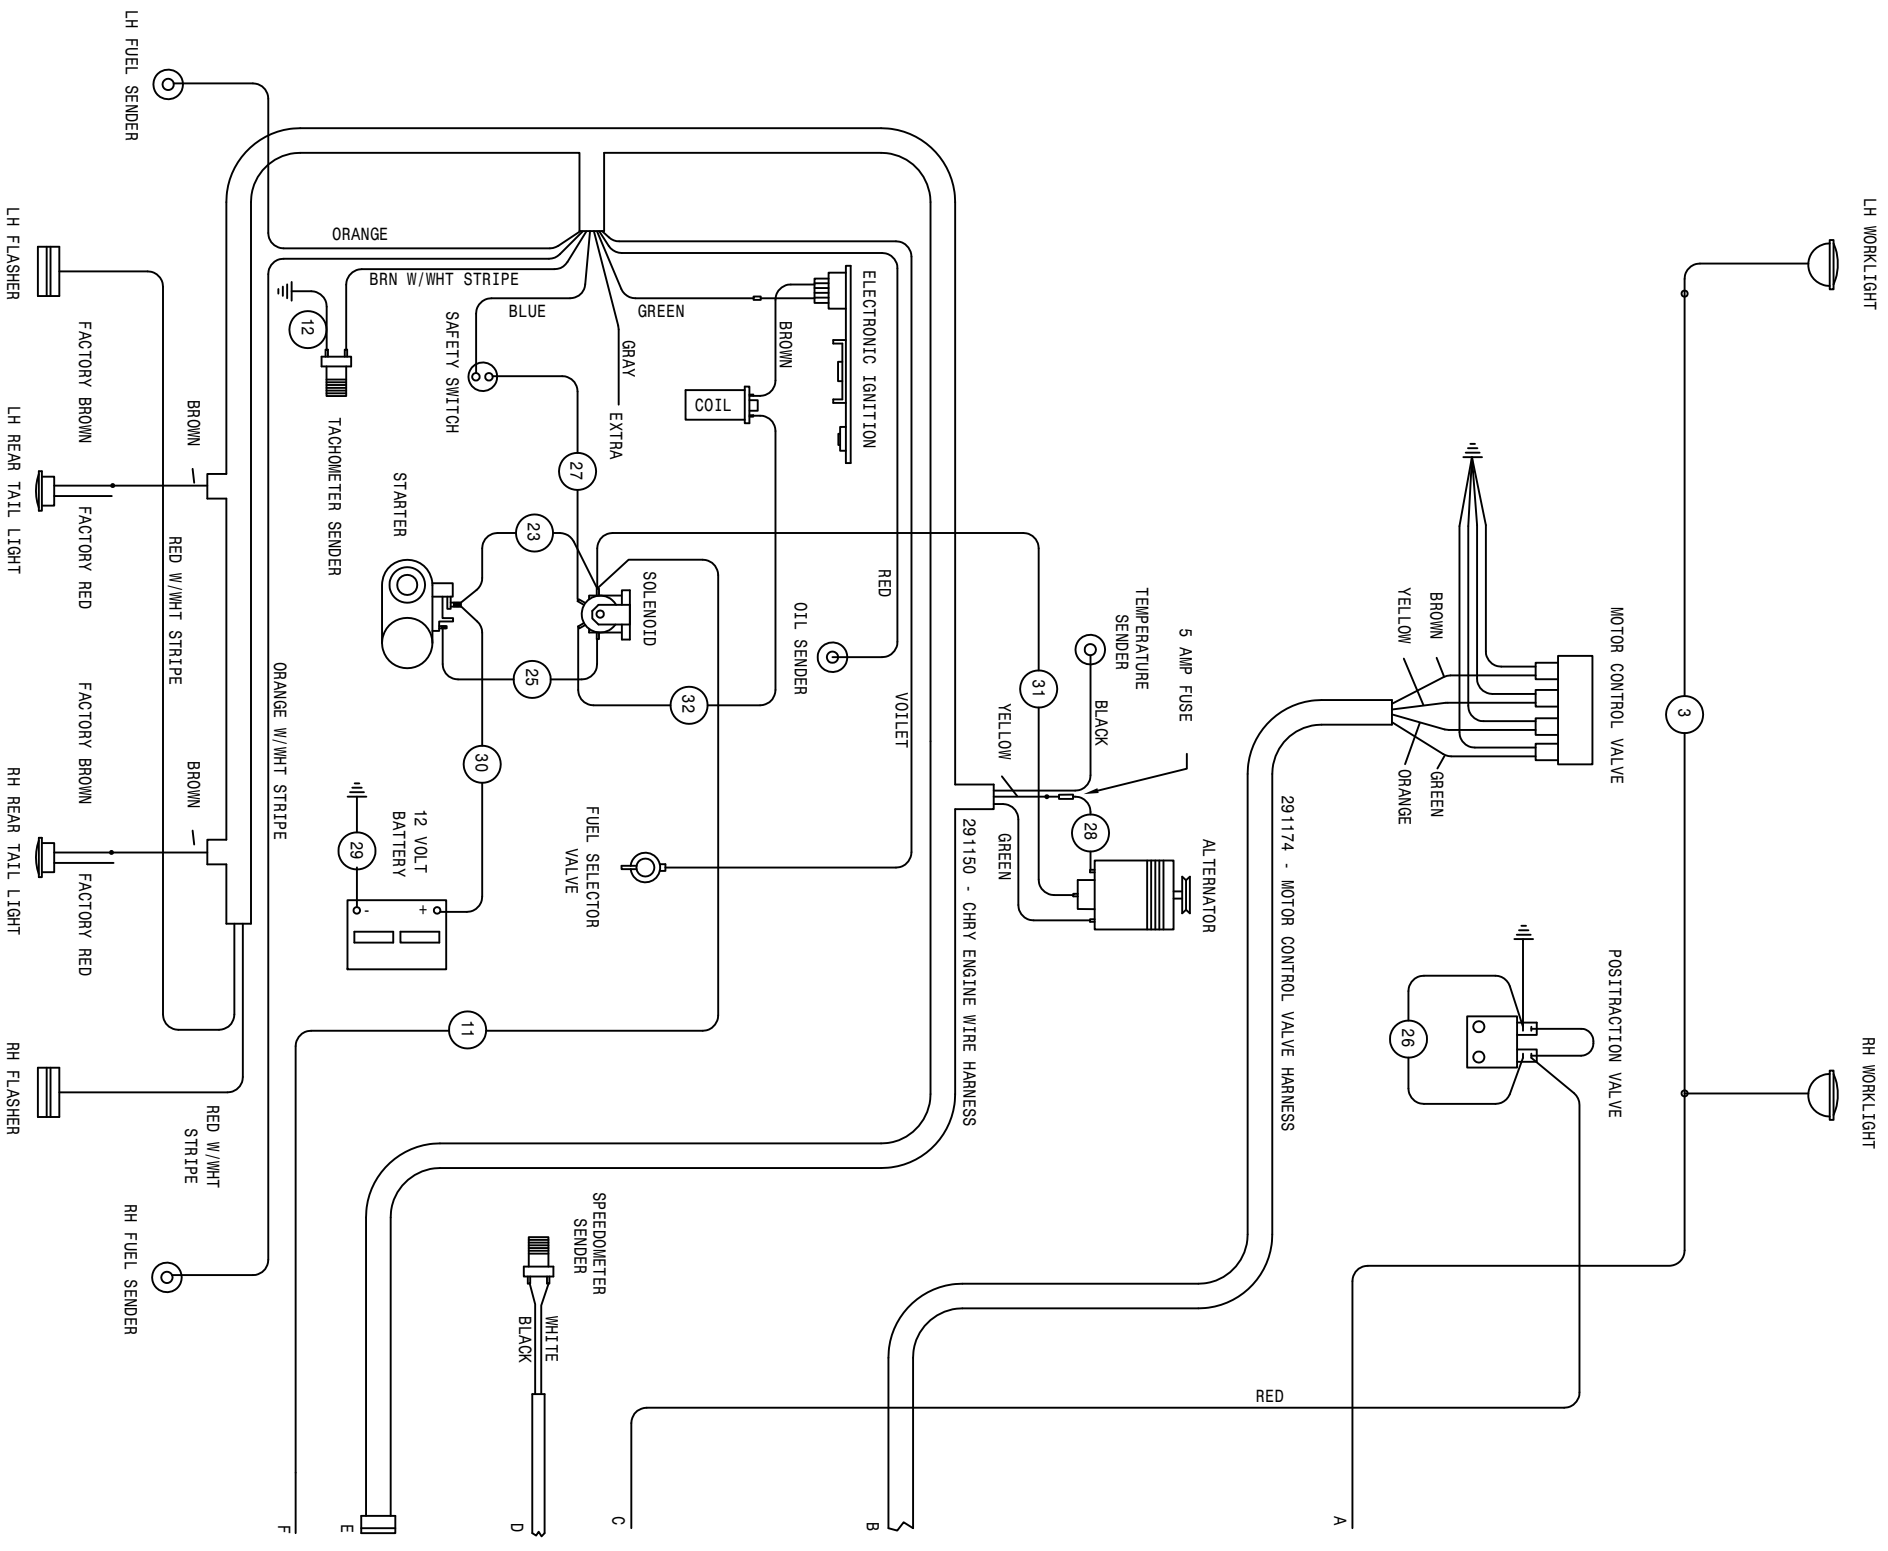 LH WORKLIGHT
RH WORKLIGHT
3
A
MOTOR CONTROL VALVE
BROWN
YELLOW
ORANGE
GREEN
POSITRACTION VALVE
26
291174 - MOTOR CONTROL VALVE HARNESS
RED
B
C
5 AMP FUSE
TEMPERATURE
SENDER
BLACK
31
YELLOW
28
GREEN
ALTERNATOR
291150 - CHRY ENGINE WIRE HARNESS
ELECTRONIC IGNITION
RED
VOILET
OIL SENDER
BROWN
COIL
GREEN
GRAY
EXTRA
BLUE
ORANGE
BRN W/WHT STRIPE
12
TACHOMETER SENDER
SAFETY SWITCH
27
STARTER
23
SOLENOID
25
32
30
FUEL SELECTOR
VALVE
12 VOLT
BATTERY
29
-
+
11
SPEEDOMETER
SENDER
WHITE
BLACK
D
E
F
LH FUEL SENDER
ORANGE W/WHT STRIPE
RED W/WHT STRIPE
RED W/WHT
STRIPE
RH FUEL SENDER
BROWN
BROWN
FACTORY BROWN
FACTORY RED
FACTORY BROWN
FACTORY RED
LH FLASHER
LH REAR TAIL LIGHT
RH REAR TAIL LIGHT
RH FLASHER